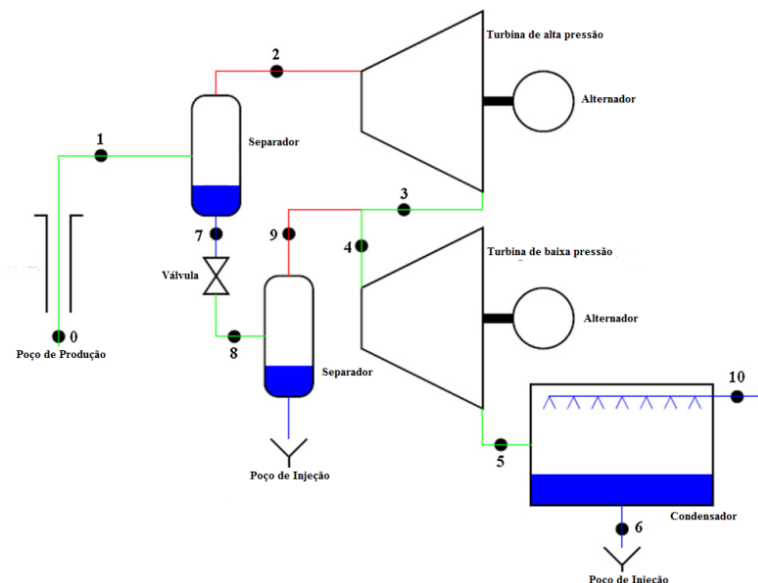 Turbina de alta pressão
2
Alternador
Separador
1
3
7
9
4
Turbina de baixa pressão
Válvula
Alternador
0
Poço de Produção
8
Separador
10
5
Poço de Injeção
Condensador
6
Poço de Injeção